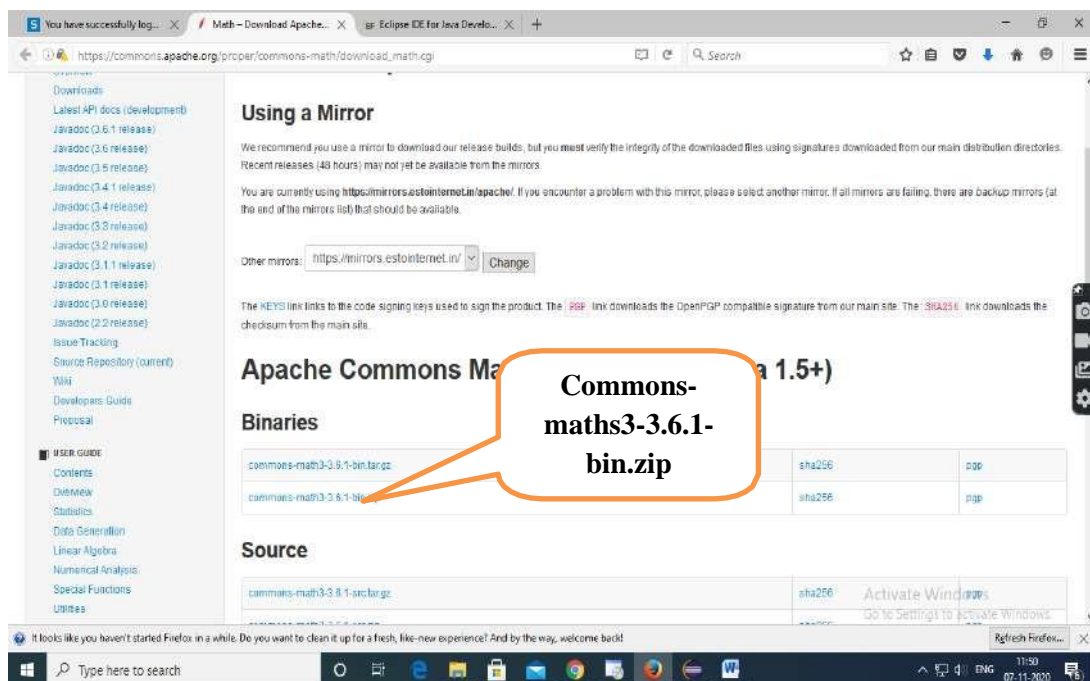 You have successfully log...
Math – Download Apache...
Eclipse IDE for Java Develo...
https://commons.apache.org/proper/commons-math/download_math.cgi
Search
Downloads
Latest API docs (development)
Javadoc (3.6.1 release)
Javadoc (3.6 release)
Javadoc (3.5 release)
Javadoc (3.4.1 release)
Javadoc (3.4 release)
Javadoc (3.3 release)
Javadoc (3.2 release)
Javadoc (3.1.1 release)
Javadoc (3.1 release)
Javadoc (3.0 release)
Javadoc (2.2 release)
Issue Tracking
Source Repository (current)
Wiki
Developers Guide
Proposal
USER GUIDE
Contents
Overview
Statistics
Data Generation
Linear Algebra
Numerical Analysis
Special Functions
Utilities
Using a Mirror
We recommend you use a mirror to download our release builds, but you must verify the integrity of the downloaded files using signatures downloaded from our main distribution directories.
Recent releases (48 hours) may not yet be available from the mirrors.
You are currently using https://mirrors.estointernet.in/apache/. If you encounter a problem with this mirror, please select another mirror. If all mirrors are failing, there are backup mirrors (at
the end of the mirrors list) that should be available.
Other mirrors: https://mirrors.estointernet.in/ Change
The KEYS link links to the code signing keys used to sign the product. The PGP link downloads the OpenPGP compatible signature from our main site. The SHA256 link downloads the
checksum from the main site.
Apache Commons Ma a 1.5+)
Commons-
maths3-3.6.1-
bin.zip
Binaries
commons-math3-3.6.1-bin.tar.gz sha256 pgp
commons-math3-3.6.1-bin sha256 pgp
Source
commons-math3-3.6.1-src.tar.gz sha256 pgp
Activate Windows
Go to Settings to activate Windows.
It looks like you haven't started Firefox in a while. Do you want to clean it up for a fresh, like-new experience? And by the way, welcome back!
Refresh Firefox...
Type here to search
ENG
11:50
07-11-2020